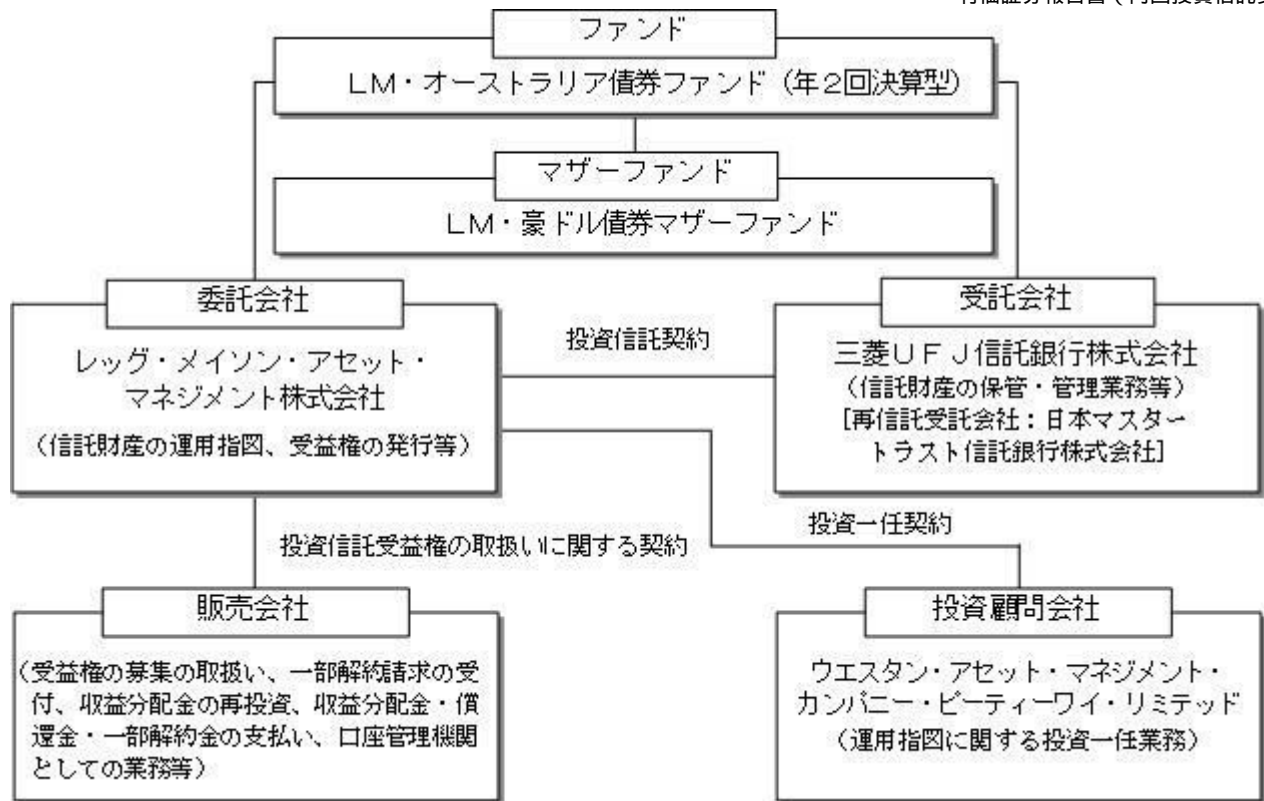 ファンド
ＬＭ・オーストラリア債券ファンド（年２回決算型）
マザーファンド
ＬＭ・豪ドル債券マザーファンド
委託会社
レッグ・メイソン・アセット・
マネジメント株式会社
（信託財産の運用指図、受益権の発行等）
投資信託契約
受託会社
三菱ＵＦＪ信託銀行株式会社
（信託財産の保管・管理業務等）
[再信託受託会社：日本マスター
トラスト信託銀行株式会社]
投資信託受益権の取扱いに関する契約
投資一任契約
販売会社
（受益権の募集の取扱い、一部解約請求の受
付、収益分配金の再投資、収益分配金・償
還金・一部解約金の支払い、口座管理機関
としての業務等）
投資顧問会社
ウエスタン・アセット・マネジメント・
カンパニー・ピーティーワイ・リミテッド
（運用指図に関する投資一任業務）